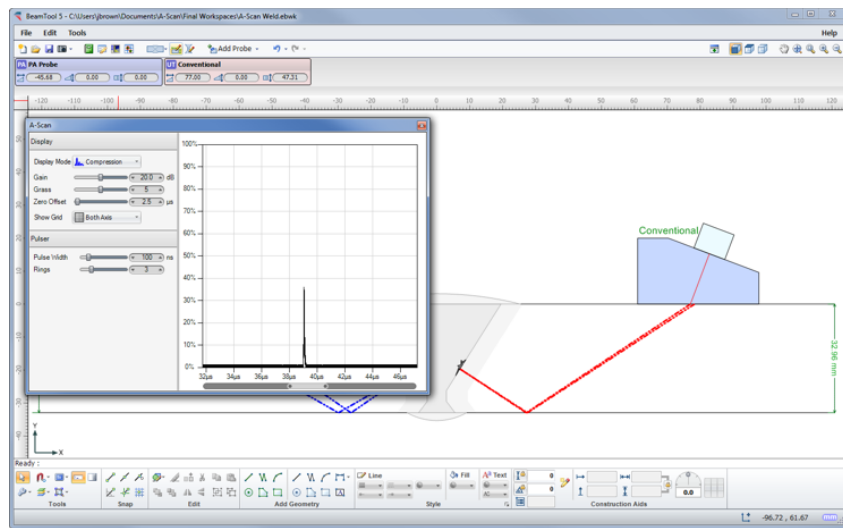 BeamTool 5 - C:\Users\jbrown\Documents\A-Scan\Final Workspaces\A-Scan Weld.ebwk
File Edit Tools Help
Add Probe
PA PA Probe UT Conventional
-45.68 0.00 0.00 77.00 0.00 47.31
-120 -110 -100 -90 -80 -70 -60 -50 -40 -30 -20 -10 0 10 20 30 40 50 60 70 80 90 100 110 120
A-Scan
Display
Display Mode Compression
Gain 20.0 dB
Grass 5
Zero Offset 2.5 µs
Show Grid Both Axis
Pulser
Pulse Width 100 ns
Rings 3
100%
90%
80%
70%
60%
50%
40%
30%
20%
10%
0%
32µs 34µs 36µs 38µs 40µs 42µs 44µs 46µs
Conventional
32.96 mm
Y
X
Ready :
Line Fill Text 0
0
0.0
Tools Snap Edit Add Geometry Style Construction Aids
-96.72 , 61.67